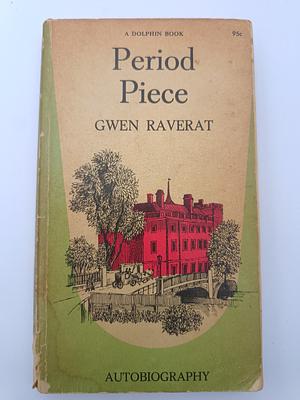 A DOLPHIN BOOK
95c
Period
Piece
GWEN RAVERAT
AUTOBIOGRAPHY